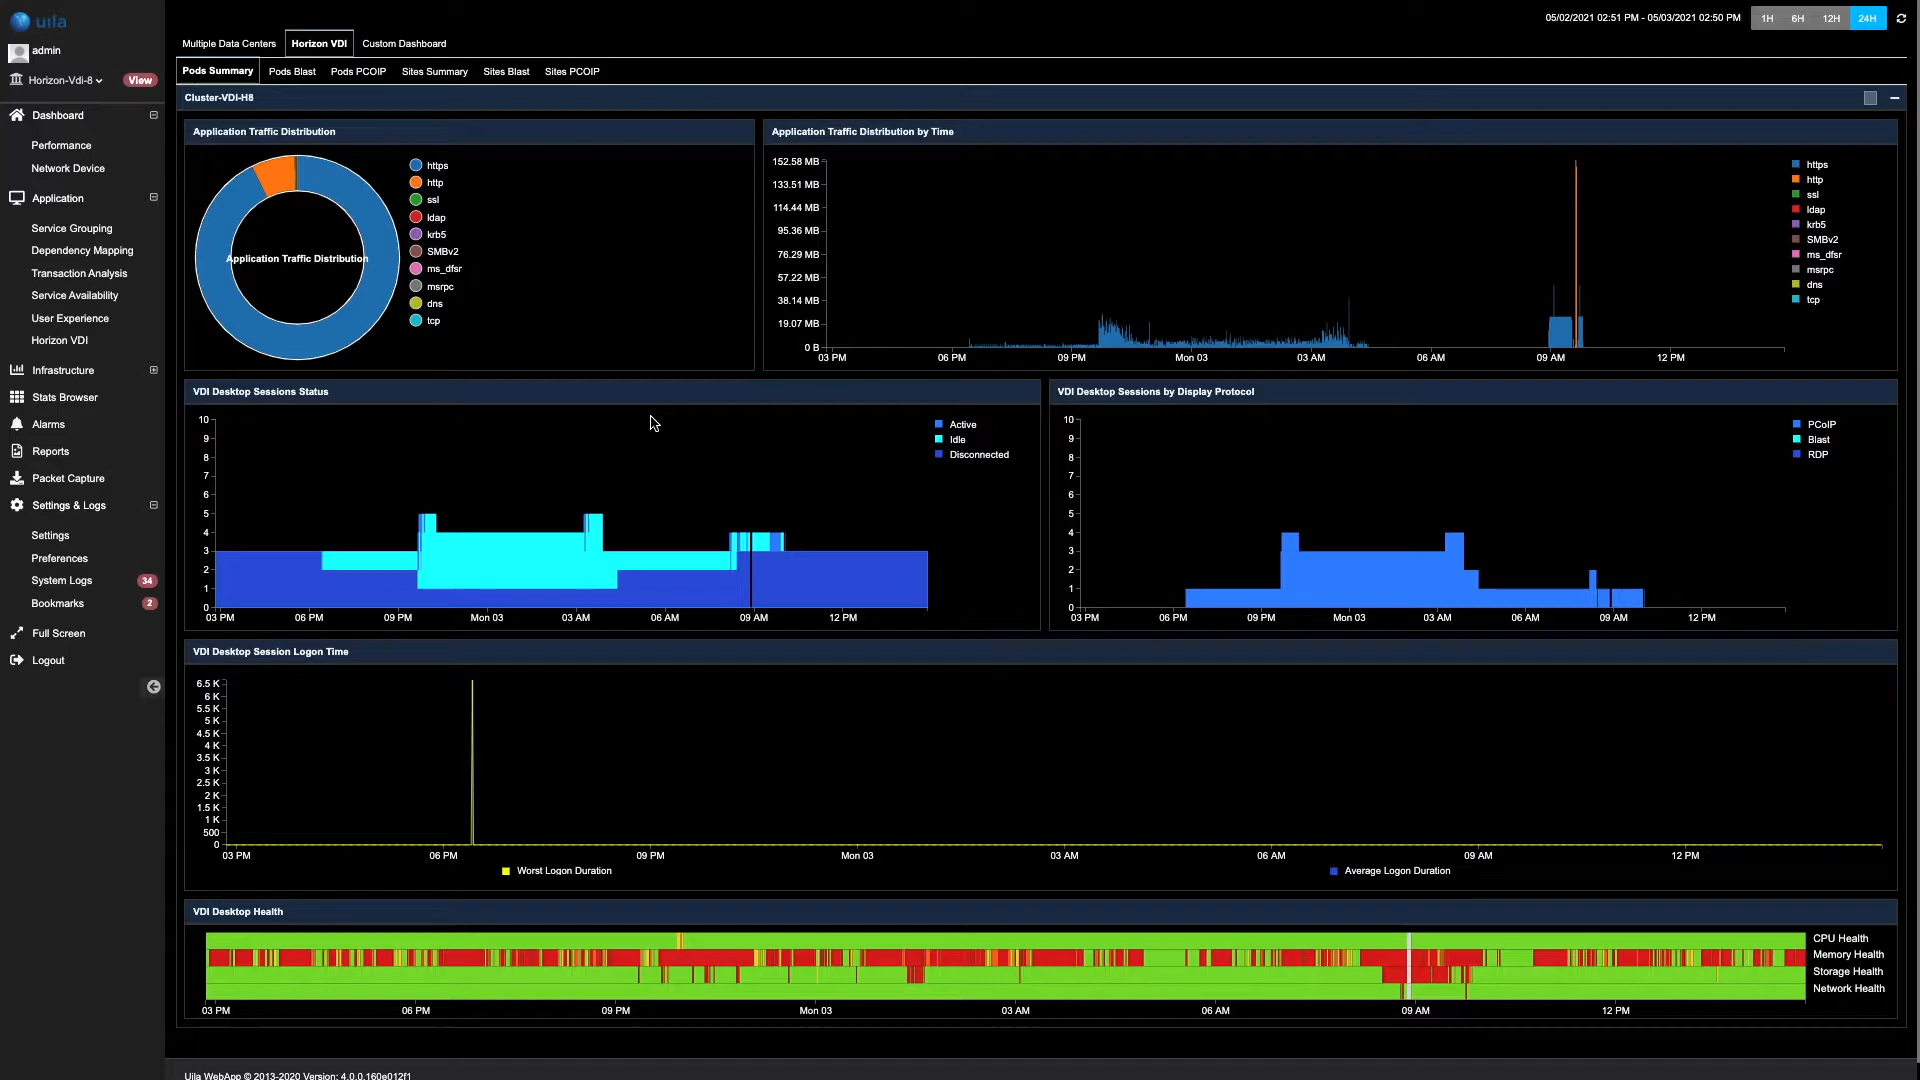 uila
admin
Horizon-Vdi-8
View
Dashboard
Performance
Network Device
Application
Service Grouping
Dependency Mapping
Transaction Analysis
Service Availability
User Experience
Horizon VDI
Infrastructure
Stats Browser
Alarms
Reports
Packet Capture
Settings & Logs
Settings
Preferences
System Logs 34
Bookmarks 2
Full Screen
Logout
05/02/2021 02:51 PM - 05/03/2021 02:50 PM
1H 6H 12H 24H
Multiple Data Centers Horizon VDI Custom Dashboard
Pods Summary Pods Blast Pods PCOIP Sites Summary Sites Blast Sites PCOIP
Cluster-VDI-H8
Application Traffic Distribution
Application Traffic Distribution
https
http
ssl
ldap
krb5
SMBv2
ms_dfsr
msrpc
dns
tcp
Application Traffic Distribution by Time
152.58 MB
133.51 MB
114.44 MB
95.36 MB
76.29 MB
57.22 MB
38.14 MB
19.07 MB
0 B
03 PM 06 PM 09 PM Mon 03 03 AM 06 AM 09 AM 12 PM
https
http
ssl
ldap
krb5
SMBv2
ms_dfsr
msrpc
dns
tcp
VDI Desktop Sessions Status
10
9
8
7
6
5
4
3
2
1
0
03 PM 06 PM 09 PM Mon 03 03 AM 06 AM 09 AM 12 PM
Active
Idle
Disconnected
VDI Desktop Sessions by Display Protocol
10
9
8
7
6
5
4
3
2
1
0
03 PM 06 PM 09 PM Mon 03 03 AM 06 AM 09 AM 12 PM
PCoIP
Blast
RDP
VDI Desktop Session Logon Time
6.5 K
6 K
5.5 K
5 K
4.5 K
4 K
3.5 K
3 K
2.5 K
2 K
1.5 K
1 K
500
0
03 PM 06 PM 09 PM Mon 03 03 AM 06 AM 09 AM 12 PM
Worst Logon Duration Average Logon Duration
VDI Desktop Health
CPU Health
Memory Health
Storage Health
Network Health
03 PM 06 PM 09 PM Mon 03 03 AM 06 AM 09 AM 12 PM
Uila WebApp © 2013-2020 Version: 4.0.0.160e012f1